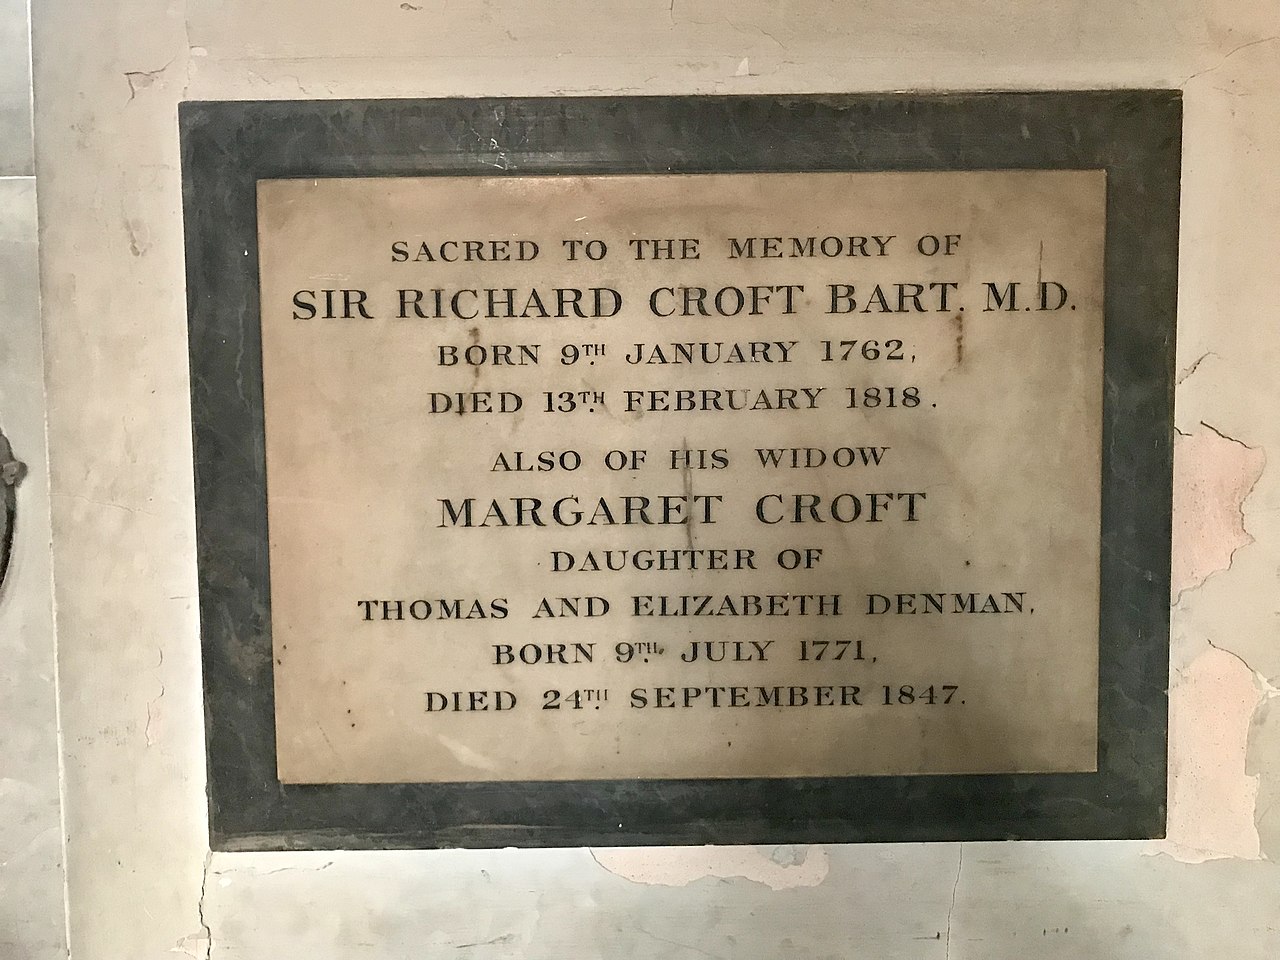 SACRED TO THE MEMORY OF
SIR RICHARD CROFT BART. M.D.
BORN 9TH. JANUARY 1762,
DIED 13TH. FEBRUARY 1818.
ALSO OF HIS WIDOW
MARGARET CROFT
DAUGHTER OF
THOMAS AND ELIZABETH DENMAN,
BORN 9TH. JULY 1771,
DIED 24TH. SEPTEMBER 1847.